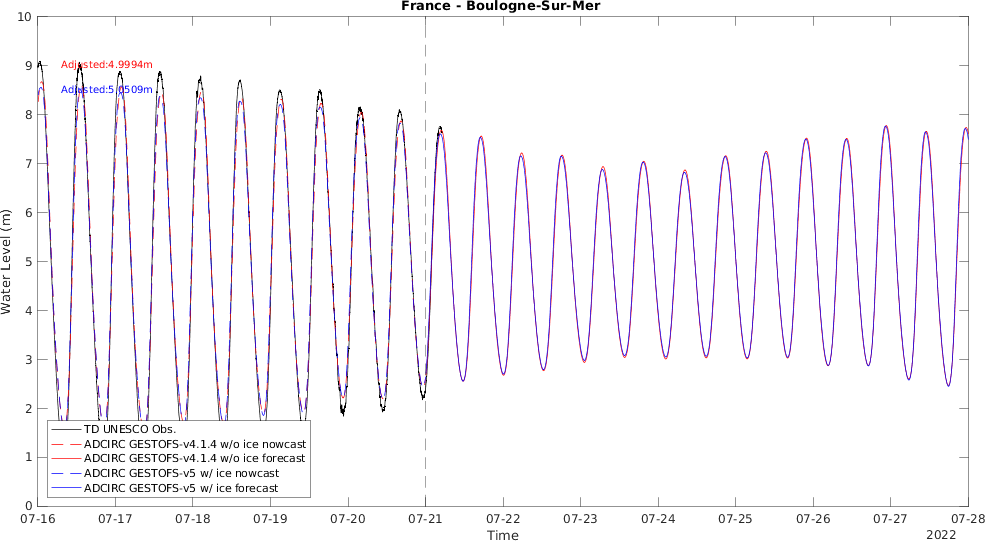 France - Boulogne-Sur-Mer
10
9
8
7
6
5
4
3
2
1
0
Water Level (m)
Adjusted:4.9994m
Adjusted:5.0509m
TD UNESCO Obs.
ADCIRC GESTOFS-v4.1.4 w/o ice nowcast
ADCIRC GESTOFS-v4.1.4 w/o ice forecast
ADCIRC GESTOFS-v5 w/ ice nowcast
ADCIRC GESTOFS-v5 w/ ice forecast
07-16 07-17 07-18 07-19 07-20 07-21 07-22 07-23 07-24 07-25 07-26 07-27 07-28
Time
2022